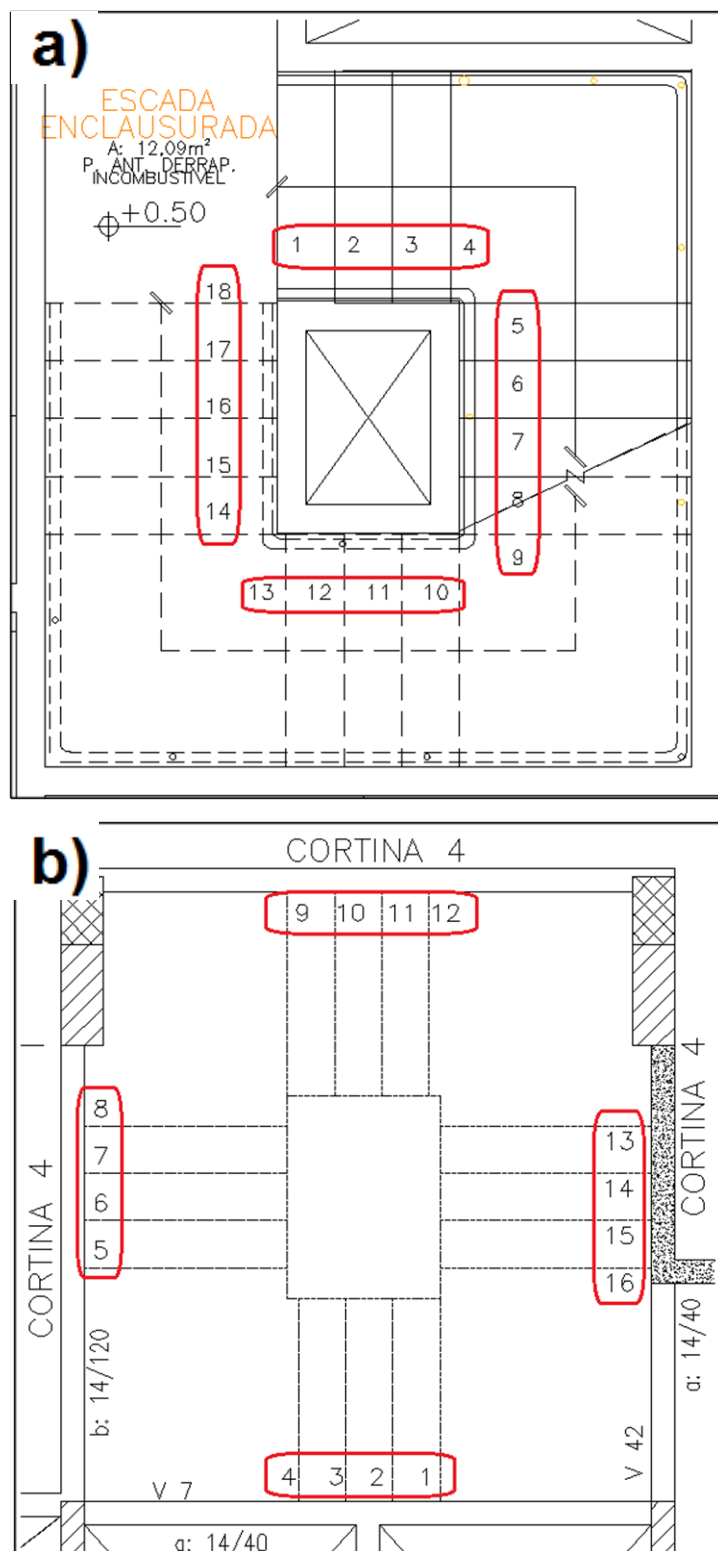 a)
ESCADA
ENCLAUSURADA
A: 12,09m²
P. ANT. DERRAP.
INCOMBUSTIVEL
+0.50
1 2 3 4
18
17
16
15
14
5
6
7
8
9
13 12 11 10
b)
CORTINA 4
9 10 11 12
8
7
6
5
13
14
15
16
CORTINA 4
CORTINA 4
b: 14/120
a: 14/40
V 42
4 3 2 1
V 7
a: 14/40